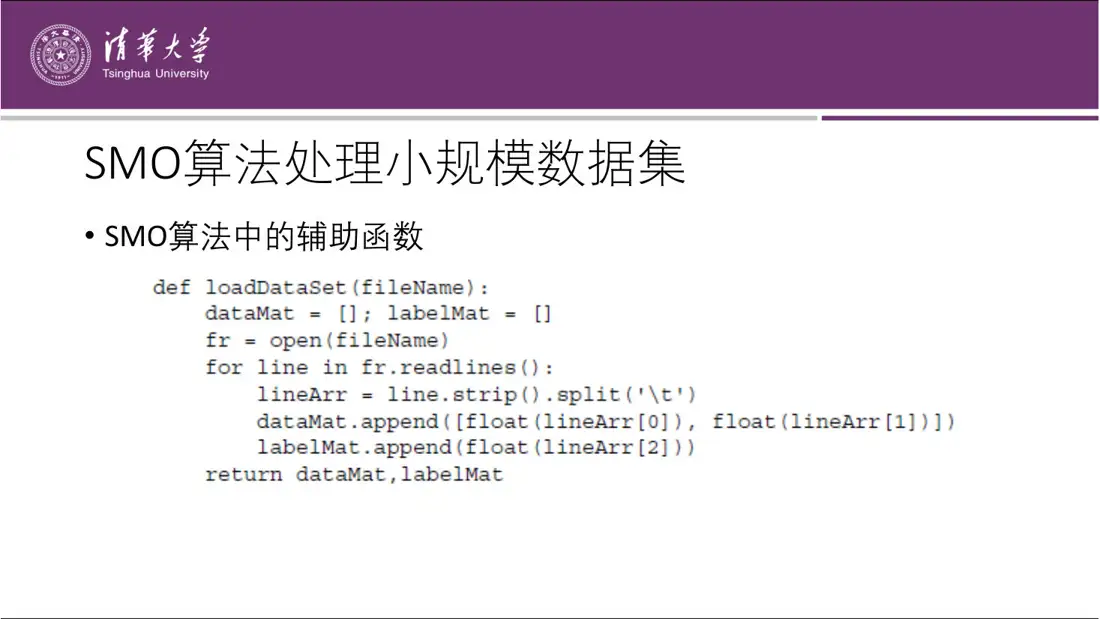 清华大学
Tsinghua University
SMO算法处理小规模数据集
• SMO算法中的辅助函数
def loadDataSet(fileName):
    dataMat = []; labelMat = []
    fr = open(fileName)
    for line in fr.readlines():
        lineArr = line.strip().split('\t')
        dataMat.append([float(lineArr[0]), float(lineArr[1])])
        labelMat.append(float(lineArr[2]))
    return dataMat,labelMat